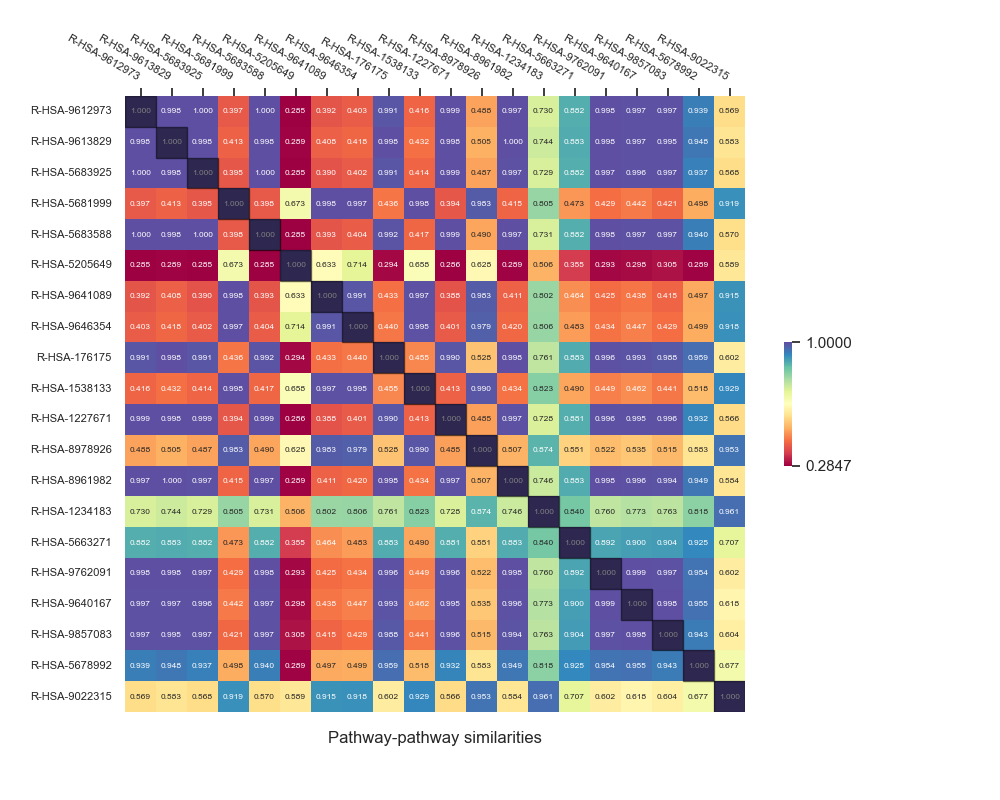 R-HSA-9612973
R-HSA-9613829
R-HSA-5683925
R-HSA-5681999
R-HSA-5683588
R-HSA-5205649
R-HSA-9641089
R-HSA-9646354
R-HSA-176175
R-HSA-1538133
R-HSA-1227671
R-HSA-8978926
R-HSA-8961982
R-HSA-1234183
R-HSA-5663271
R-HSA-9762091
R-HSA-9640167
R-HSA-9857083
R-HSA-5678992
R-HSA-9022315
R-HSA-9612973 1.000 0.998 1.000 0.397 1.000 0.285 0.392 0.403 0.991 0.416 0.999 0.488 0.997 0.730 0.882 0.998 0.997 0.997 0.939 0.569
R-HSA-9613829 0.998 1.000 0.998 0.413 0.998 0.289 0.408 0.418 0.998 0.432 0.998 0.505 1.000 0.744 0.883 0.998 0.997 0.995 0.948 0.583
R-HSA-5683925 1.000 0.998 1.000 0.395 1.000 0.285 0.390 0.402 0.991 0.414 0.999 0.487 0.997 0.729 0.882 0.997 0.996 0.997 0.937 0.568
R-HSA-5681999 0.397 0.413 0.395 1.000 0.398 0.673 0.998 0.997 0.436 0.998 0.394 0.983 0.415 0.805 0.473 0.429 0.442 0.421 0.498 0.919
R-HSA-5683588 1.000 0.998 1.000 0.398 1.000 0.285 0.393 0.404 0.992 0.417 0.999 0.490 0.997 0.731 0.882 0.998 0.997 0.997 0.940 0.570
R-HSA-5205649 0.285 0.289 0.285 0.673 0.285 1.000 0.633 0.714 0.294 0.658 0.286 0.628 0.289 0.506 0.355 0.293 0.298 0.305 0.289 0.589
R-HSA-9641089 0.392 0.408 0.390 0.998 0.393 0.633 1.000 0.991 0.433 0.997 0.388 0.983 0.411 0.802 0.464 0.425 0.438 0.415 0.497 0.915
R-HSA-9646354 0.403 0.418 0.402 0.997 0.404 0.714 0.991 1.000 0.440 0.995 0.401 0.979 0.420 0.806 0.483 0.434 0.447 0.429 0.499 0.918
R-HSA-176175 0.991 0.998 0.991 0.436 0.992 0.294 0.433 0.440 1.000 0.455 0.990 0.528 0.998 0.761 0.883 0.996 0.993 0.988 0.959 0.602
R-HSA-1538133 0.416 0.432 0.414 0.998 0.417 0.658 0.997 0.995 0.455 1.000 0.413 0.990 0.434 0.823 0.490 0.449 0.462 0.441 0.518 0.929
R-HSA-1227671 0.999 0.998 0.999 0.394 0.999 0.286 0.388 0.401 0.990 0.413 1.000 0.485 0.997 0.728 0.881 0.996 0.995 0.996 0.932 0.566
R-HSA-8978926 0.488 0.505 0.487 0.983 0.490 0.628 0.983 0.979 0.528 0.990 0.485 1.000 0.507 0.874 0.551 0.522 0.535 0.515 0.583 0.953
R-HSA-8961982 0.997 1.000 0.997 0.415 0.997 0.289 0.411 0.420 0.998 0.434 0.997 0.507 1.000 0.746 0.883 0.998 0.996 0.994 0.949 0.584
R-HSA-1234183 0.730 0.744 0.729 0.805 0.731 0.506 0.802 0.806 0.761 0.823 0.728 0.874 0.746 1.000 0.840 0.760 0.773 0.763 0.818 0.961
R-HSA-5663271 0.882 0.883 0.882 0.473 0.882 0.355 0.464 0.483 0.883 0.490 0.881 0.551 0.883 0.840 1.000 0.892 0.900 0.904 0.925 0.707
R-HSA-9762091 0.998 0.998 0.997 0.429 0.998 0.293 0.425 0.434 0.996 0.449 0.996 0.522 0.998 0.760 0.892 1.000 0.999 0.997 0.954 0.602
R-HSA-9640167 0.997 0.997 0.996 0.442 0.997 0.298 0.438 0.447 0.993 0.462 0.995 0.535 0.996 0.773 0.900 0.999 1.000 0.998 0.955 0.618
R-HSA-9857083 0.997 0.995 0.997 0.421 0.997 0.305 0.415 0.429 0.988 0.441 0.996 0.515 0.994 0.763 0.904 0.997 0.998 1.000 0.943 0.604
R-HSA-5678992 0.939 0.948 0.937 0.498 0.940 0.289 0.497 0.499 0.959 0.518 0.932 0.583 0.949 0.818 0.925 0.954 0.955 0.943 1.000 0.677
R-HSA-9022315 0.569 0.583 0.568 0.919 0.570 0.589 0.915 0.918 0.602 0.929 0.566 0.953 0.584 0.961 0.707 0.602 0.618 0.604 0.677 1.000
1.0000
0.2847
Pathway-pathway similarities